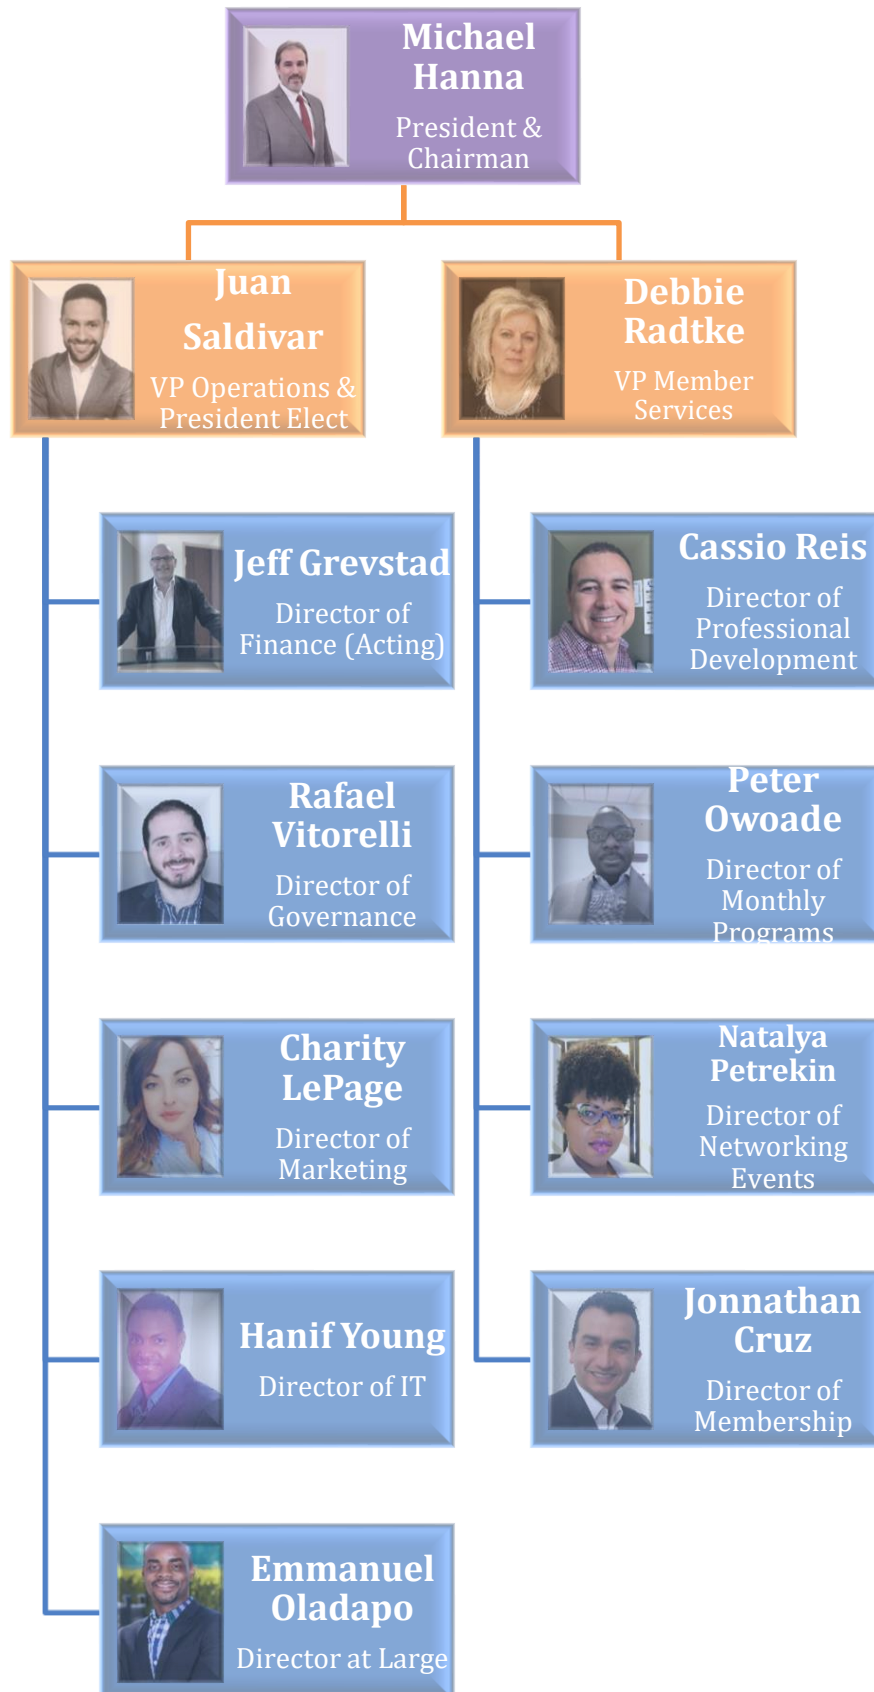 Michael
Hanna
President &
Chairman
Juan
Saldivar
VP Operations &
President Elect
Debbie
Radtke
VP Member
Services
Jeff Grevstad
Director of
Finance (Acting)
Cassio Reis
Director of
Professional
Development
Rafael
Vitorelli
Director of
Governance
Peter
Owoade
Director of
Monthly
Programs
Charity
LePage
Director of
Marketing
Natalya
Petrekin
Director of
Networking
Events
Hanif Young
Director of IT
Jonnathan
Cruz
Director of
Membership
Emmanuel
Oladapo
Director at Large